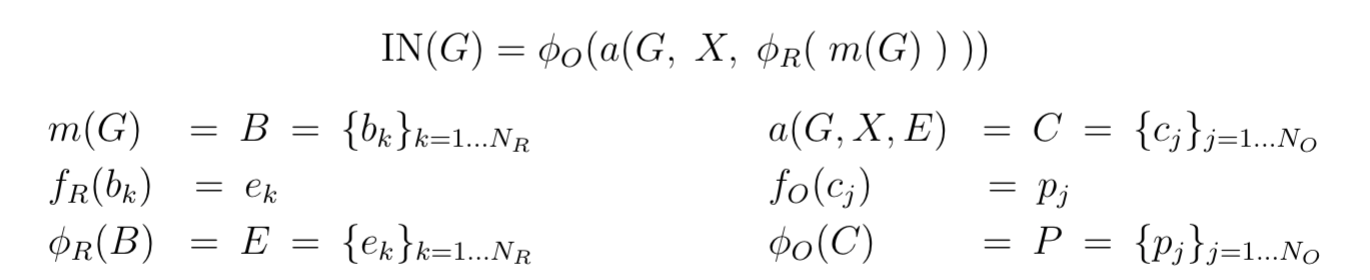 IN(G) = ϕ_O(a(G, X, ϕ_R( m(G) ) ))
m(G) = B = {b_k}_{k=1...N_R} a(G, X, E) = C = {c_j}_{j=1...N_O}
f_R(b_k) = e_k f_O(c_j) = p_j
ϕ_R(B) = E = {e_k}_{k=1...N_R} ϕ_O(C) = P = {p_j}_{j=1...N_O}